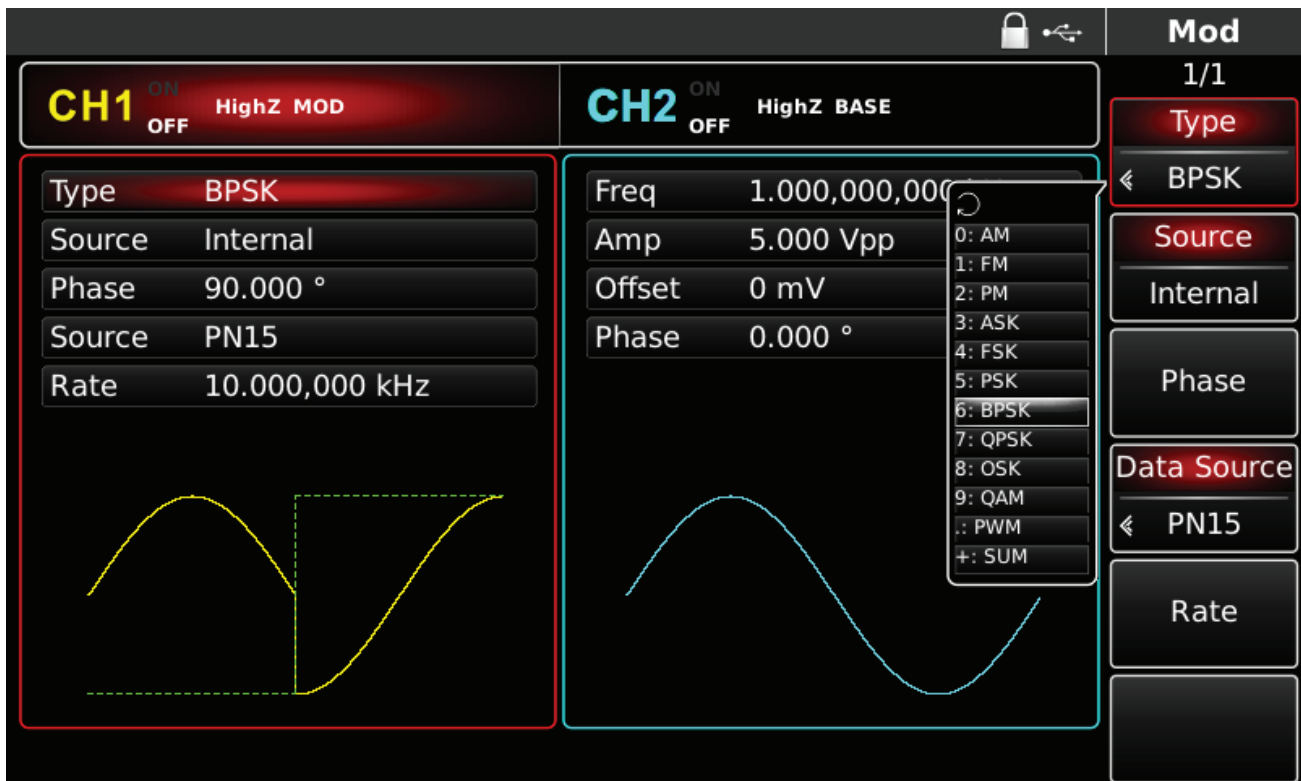 Mod
1/1
CH1 ON OFF HighZ MOD
CH2 ON OFF HighZ BASE
Type BPSK
Source Internal
Phase 90.000 °
Source PN15
Rate 10.000,000 kHz
Freq 1.000,000,000
Amp 5.000 Vpp
Offset 0 mV
Phase 0.000 °
0: AM
1: FM
2: PM
3: ASK
4: FSK
5: PSK
6: BPSK
7: QPSK
8: OSK
9: QAM
.: PWM
+: SUM
Type
BPSK
Source
Internal
Phase
Data Source
PN15
Rate